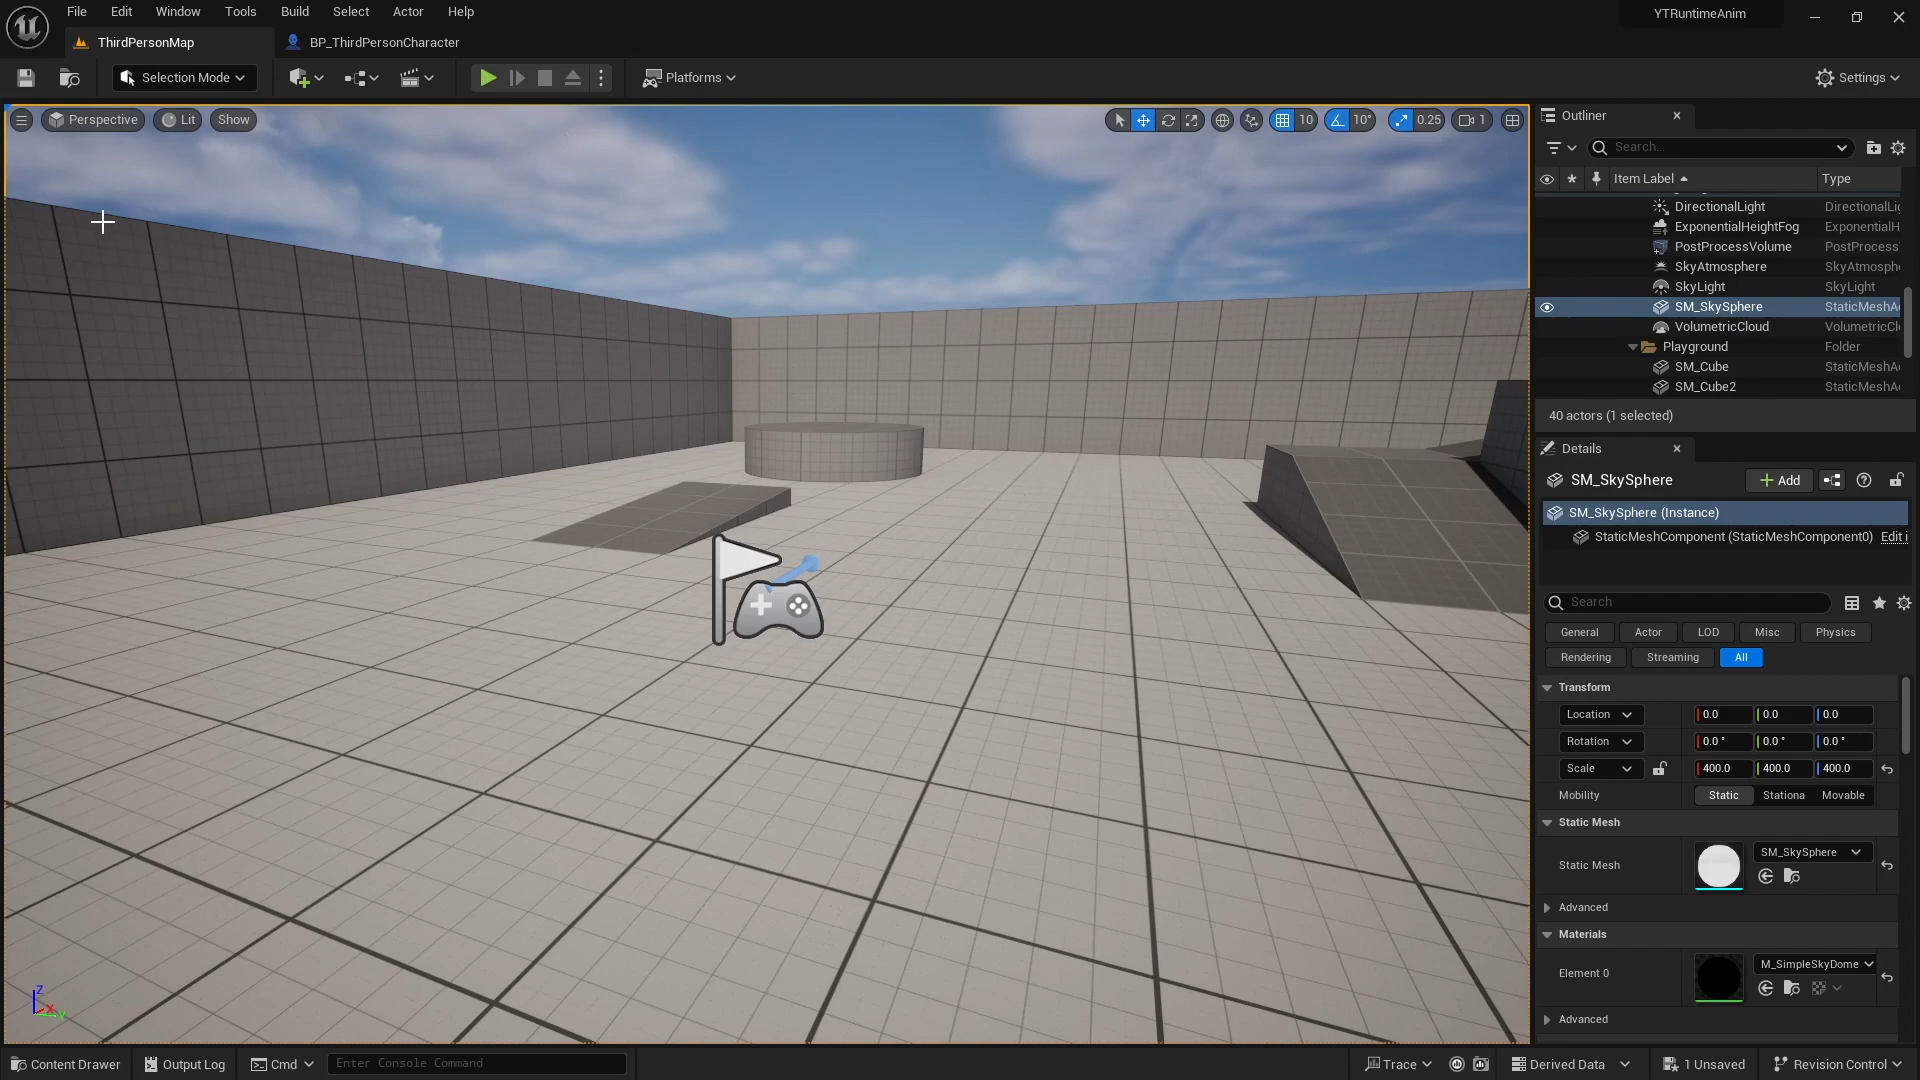 File Edit Window Tools Build Select Actor Help
YTRuntimeAnim
ThirdPersonMap
BP_ThirdPersonCharacter
Selection Mode
Platforms
Settings
Perspective Lit Show
10 10° 0.25 1
Outliner
Search...
Item Label Type
DirectionalLight DirectionalLig
ExponentialHeightFog ExponentialH
PostProcessVolume PostProcess
SkyAtmosphere SkyAtmosph
SkyLight SkyLight
SM_SkySphere StaticMeshA
VolumetricCloud VolumetricCl
Playground Folder
SM_Cube StaticMeshA
SM_Cube2 StaticMeshA
40 actors (1 selected)
Details
SM_SkySphere
Add
SM_SkySphere (Instance)
StaticMeshComponent (StaticMeshComponent0) Edit i
Search
General Actor LOD Misc Physics
Rendering Streaming All
Transform
Location 0.0 0.0 0.0
Rotation 0.0 ° 0.0 ° 0.0 °
Scale 400.0 400.0 400.0
Mobility Static Stationa Movable
Static Mesh
Static Mesh SM_SkySphere
Advanced
Materials
Element 0 M_SimpleSkyDome
Advanced
Z
X
Y
Content Drawer Output Log Cmd Enter Console Command Trace Derived Data 1 Unsaved Revision Control